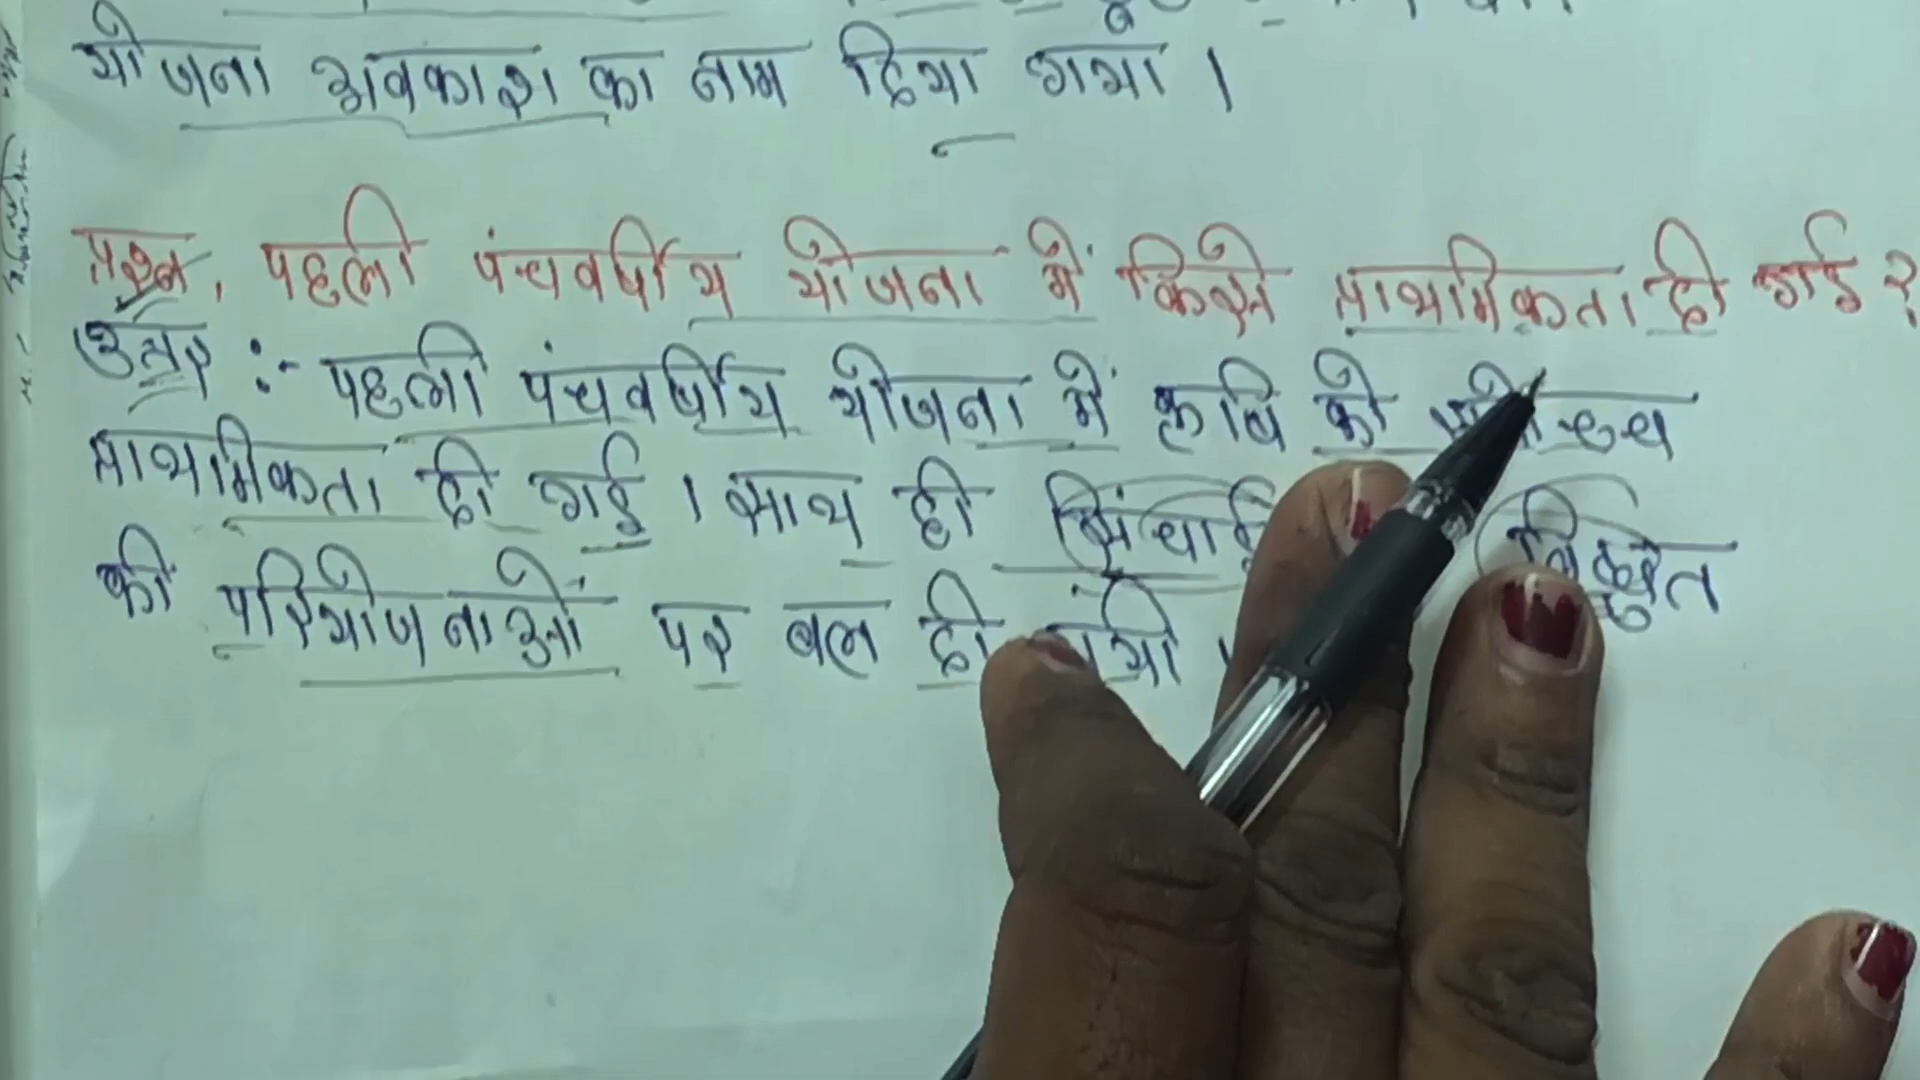 योजना अवकाश का नाम दिया गया।
प्रश्न, पहली पंचवर्षीय योजना में किसे प्राथमिकता दी गई?
उत्तर :- पहली पंचवर्षीय योजना में कृषि को
प्राथमिकता दी गई। साथ ही विद्युत
की परियोजनाओं पर बल दी गयी।